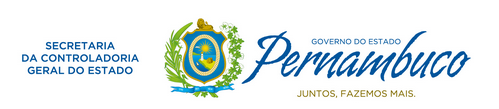 SECRETARIA
DA CONTROLADORIA
GERAL DO ESTADO
GOVERNO DO ESTADO
Pernambuco
JUNTOS, FAZEMOS MAIS.